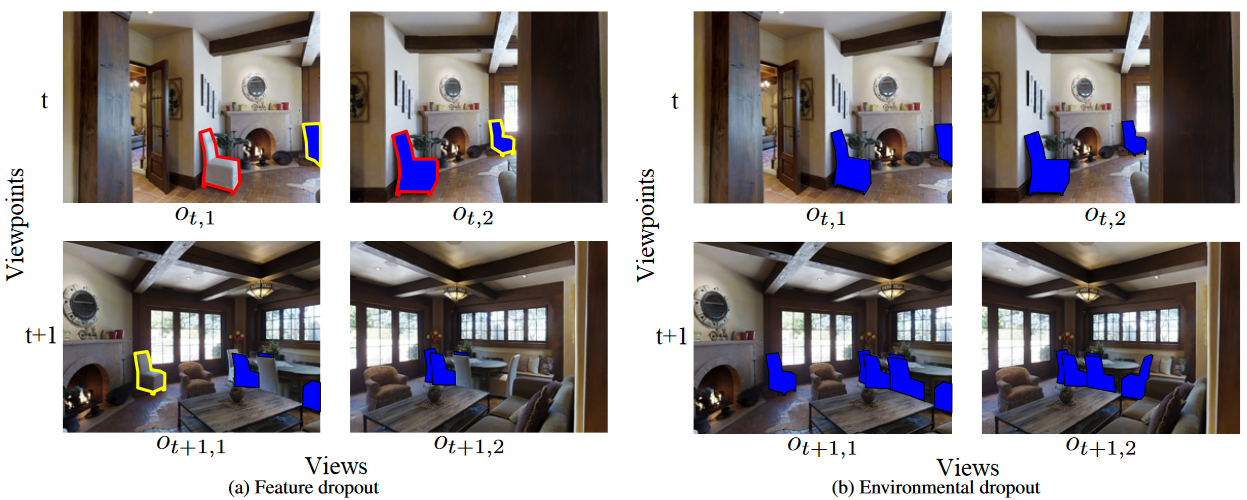 t
o_{t,1}
o_{t,2}
t+1
o_{t+1,1}
o_{t+1,2}
Viewpoints
Views
(a) Feature dropout
t
o_{t,1}
o_{t,2}
t+1
o_{t+1,1}
o_{t+1,2}
Viewpoints
Views
(b) Environmental dropout